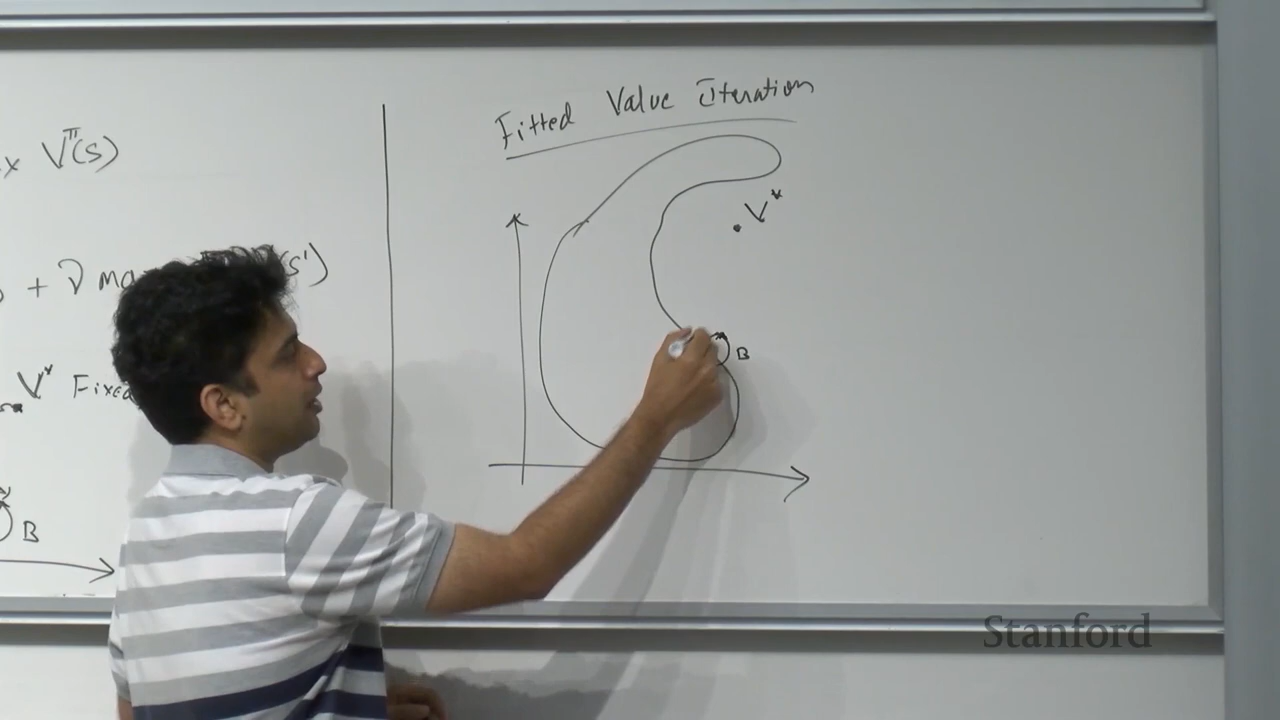 x V^π(s)
+ γ ma (s')
V* Fixed
B
Fitted Value Iteration
V*
B
Stanford